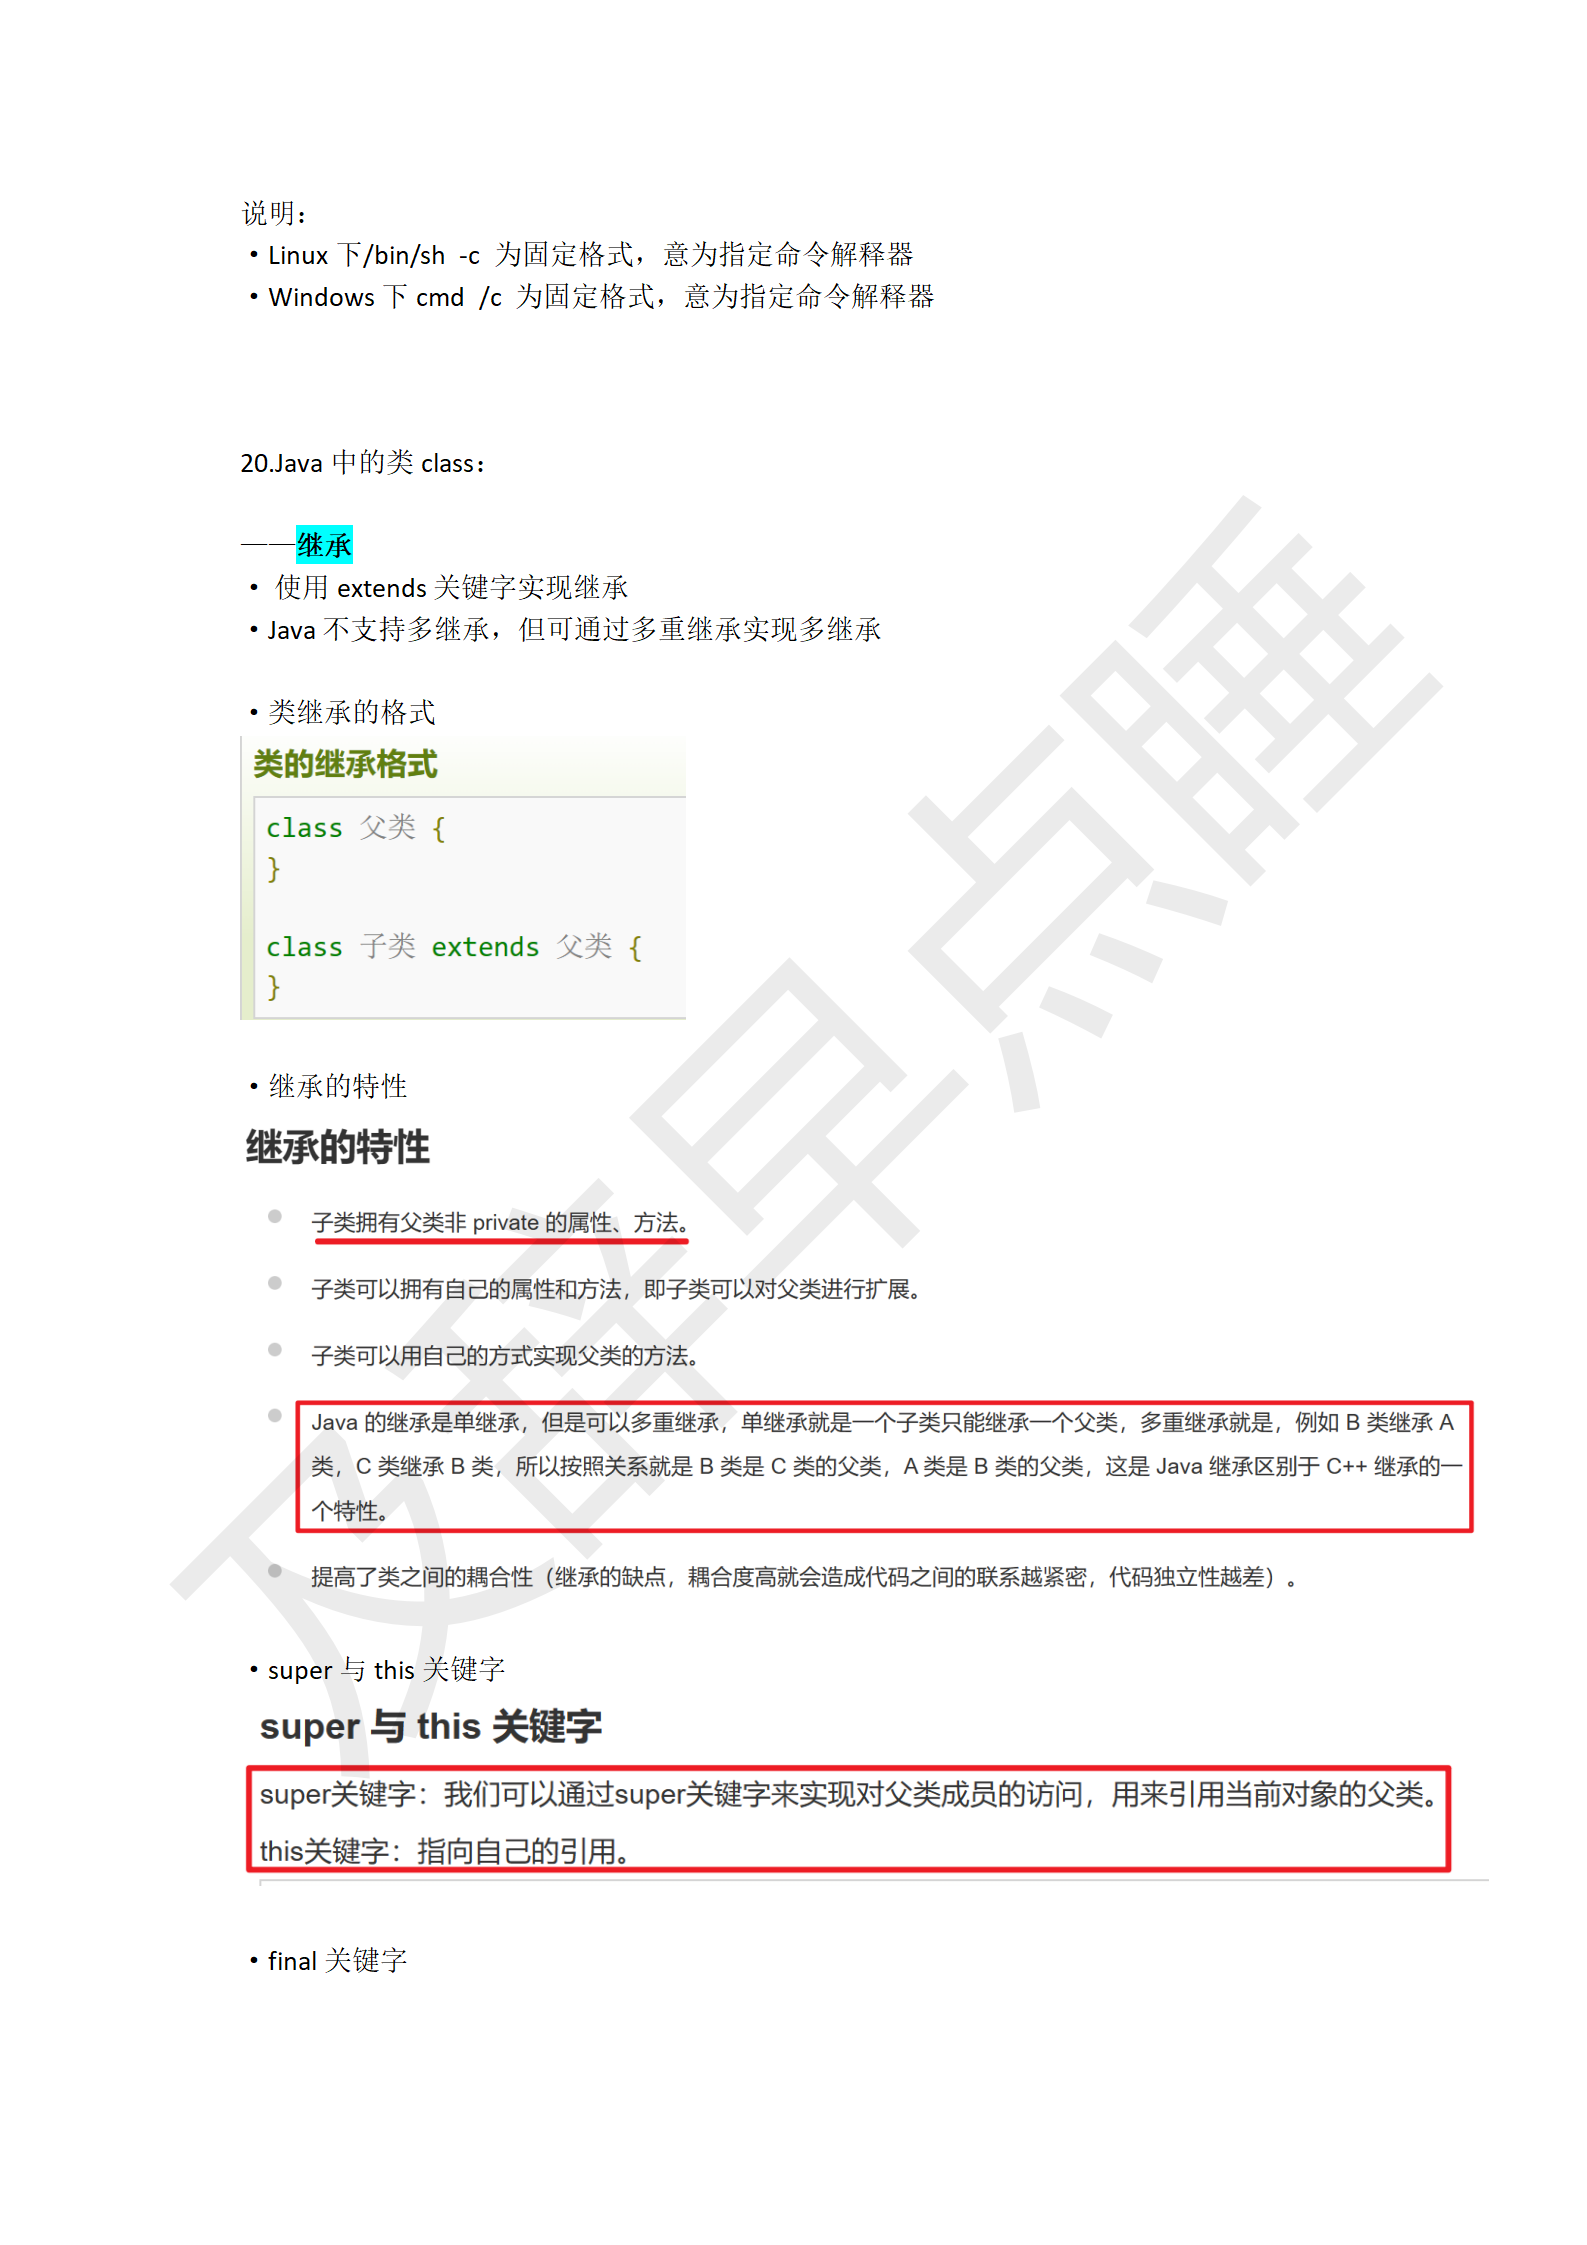 说明：
·Linux 下/bin/sh -c 为固定格式，意为指定命令解释器
·Windows 下 cmd /c 为固定格式，意为指定命令解释器
20.Java 中的类 class：
——继承
· 使用 extends 关键字实现继承
·Java 不支持多继承，但可通过多重继承实现多继承
·类继承的格式
类的继承格式
class 父类 {
}
class 子类 extends 父类 {
}
·继承的特性
继承的特性
子类拥有父类非 private 的属性、方法。
子类可以拥有自己的属性和方法，即子类可以对父类进行扩展。
子类可以用自己的方式实现父类的方法。
Java 的继承是单继承，但是可以多重继承，单继承就是一个子类只能继承一个父类，多重继承就是，例如 B 类继承 A
类，C 类继承 B 类，所以按照关系就是 B 类是 C 类的父类，A 类是 B 类的父类，这是 Java 继承区别于 C++ 继承的一
个特性。
提高了类之间的耦合性（继承的缺点，耦合度高就会造成代码之间的联系越紧密，代码独立性越差）。
·super 与 this 关键字
super 与 this 关键字
super关键字：我们可以通过super关键字来实现对父类成员的访问，用来引用当前对象的父类。
this关键字：指向自己的引用。
·final 关键字
及辞早点睡